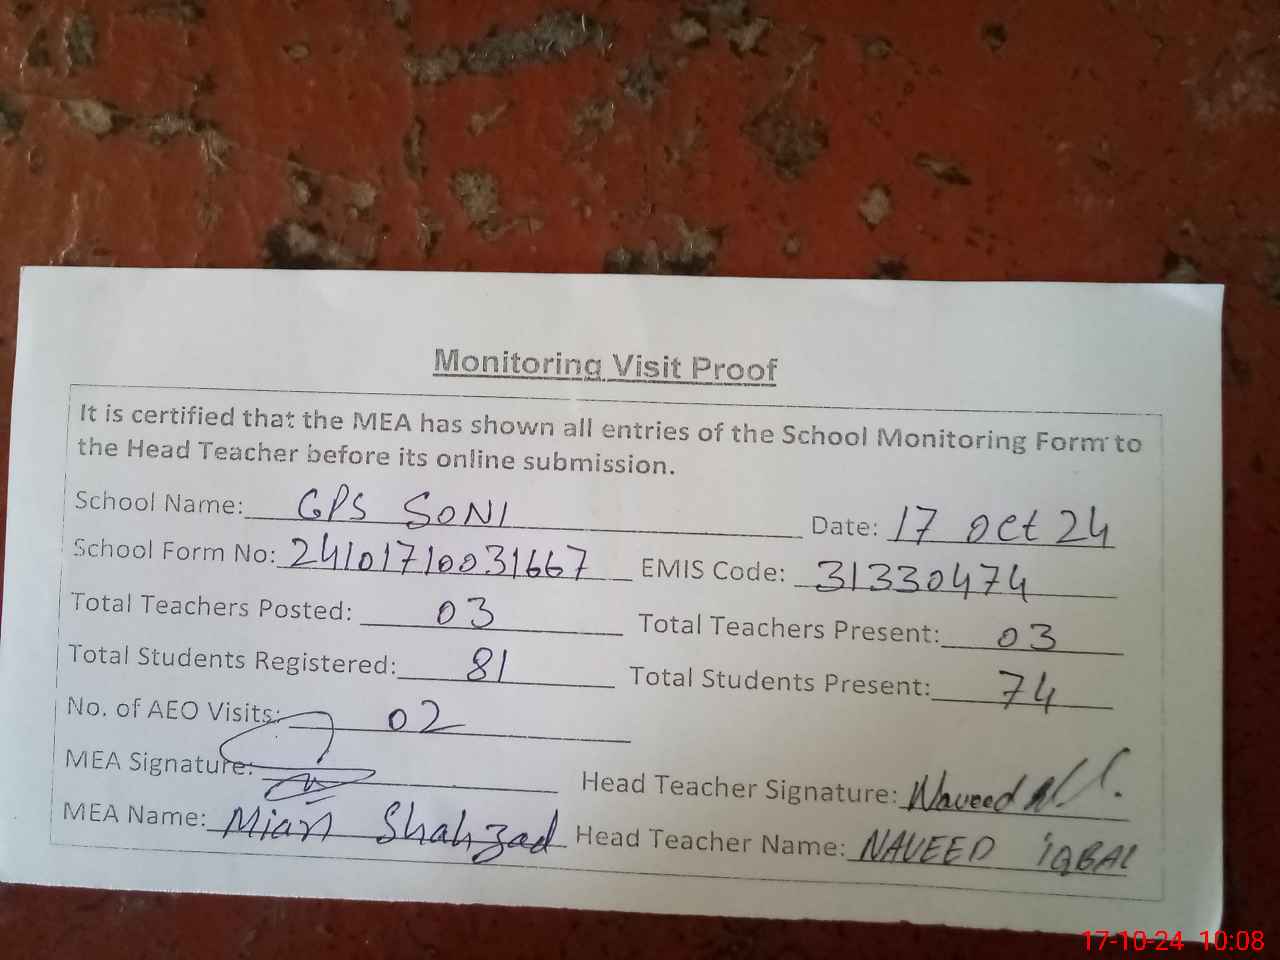 Monitoring Visit Proof
It is certified that the MEA has shown all entries of the School Monitoring Form to
the Head Teacher before its online submission.
School Name: GPS SONI Date: 17 Oct 24
School Form No: 24101710031667 EMIS Code: 31330474
Total Teachers Posted: 03 Total Teachers Present: 03
Total Students Registered: 81 Total Students Present: 74
No. of AEO Visits: 02
MEA Signature: Head Teacher Signature: Naveed
MEA Name: Mian Shahzad Head Teacher Name: NAVEED iQBAL
17-10-24 10:08